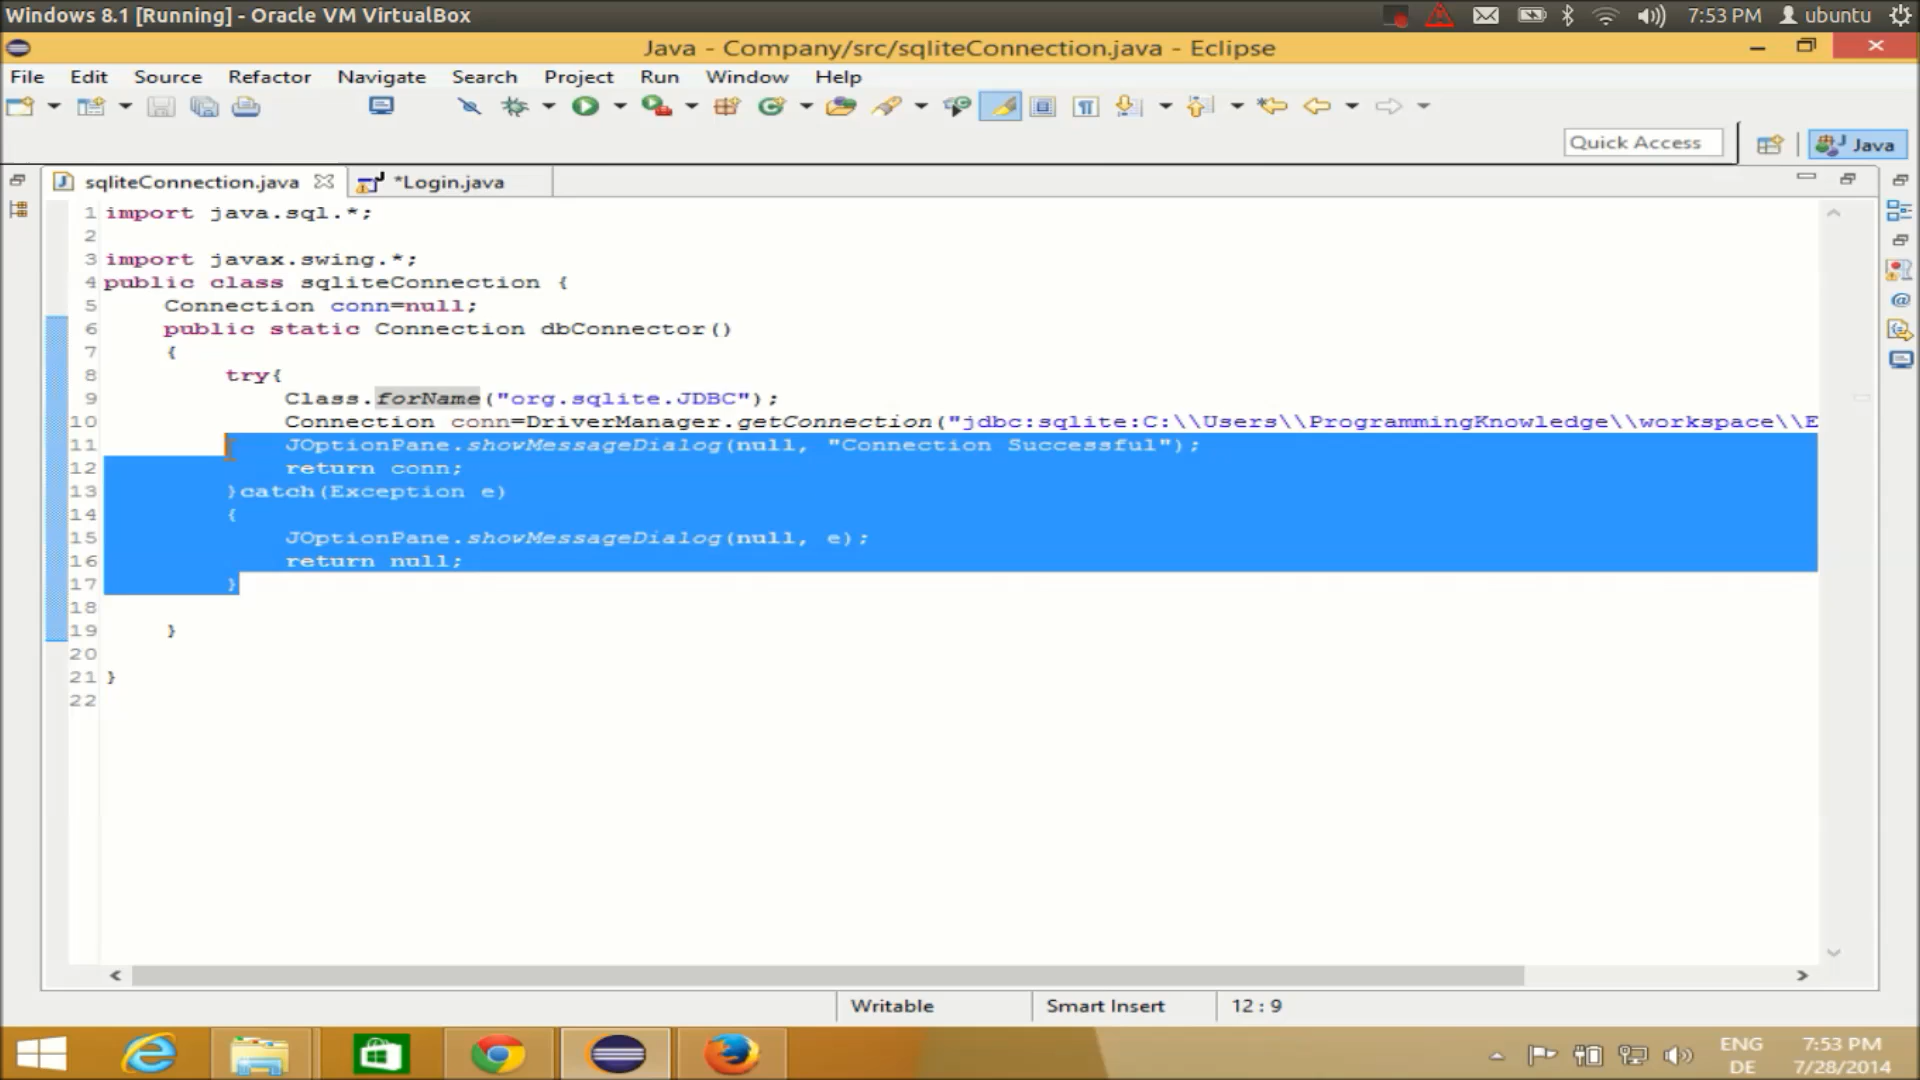 Windows 8.1 [Running] - Oracle VM VirtualBox
7:53 PM ubuntu
Java - Company/src/sqliteConnection.java - Eclipse
File Edit Source Refactor Navigate Search Project Run Window Help
Quick Access
Java
sqliteConnection.java
*Login.java
1 import java.sql.*;
2
3 import javax.swing.*;
4 public class sqliteConnection {
5 Connection conn=null;
6 public static Connection dbConnector()
7 {
8 try{
9 Class.forName("org.sqlite.JDBC");
10 Connection conn=DriverManager.getConnection("jdbc:sqlite:C:\\Users\\ProgrammingKnowledge\\workspace\\E
11 JOptionPane.showMessageDialog(null, "Connection Successful");
12 return conn;
13 }catch(Exception e)
14 {
15 JOptionPane.showMessageDialog(null, e);
16 return null;
17 }
18
19 }
20
21 }
22
Writable
Smart Insert
12 : 9
ENG
DE
7:53 PM
7/28/2014